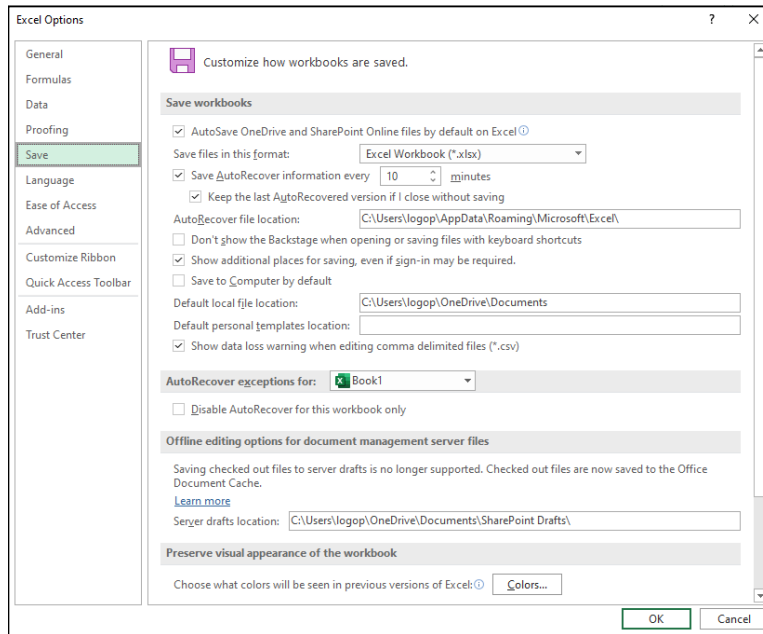 Excel Options
?
General
Formulas
Data
Proofing
Save
Language
Ease of Access
Advanced
Customize Ribbon
Quick Access Toolbar
Add-ins
Trust Center
Customize how workbooks are saved.
Save workbooks
AutoSave OneDrive and SharePoint Online files by default on Excel
Save files in this format: Excel Workbook (*.xlsx)
Save AutoRecover information every 10 minutes
Keep the last AutoRecovered version if I close without saving
AutoRecover file location: C:\Users\logop\AppData\Roaming\Microsoft\Excel\
Don't show the Backstage when opening or saving files with keyboard shortcuts
Show additional places for saving, even if sign-in may be required.
Save to Computer by default
Default local file location: C:\Users\logop\OneDrive\Documents
Default personal templates location:
Show data loss warning when editing comma delimited files (*.csv)
AutoRecover exceptions for: Book1
Disable AutoRecover for this workbook only
Offline editing options for document management server files
Saving checked out files to server drafts is no longer supported. Checked out files are now saved to the Office
Document Cache.
Learn more
Server drafts location: C:\Users\logop\OneDrive\Documents\SharePoint Drafts\
Preserve visual appearance of the workbook
Choose what colors will be seen in previous versions of Excel: Colors...
OK Cancel